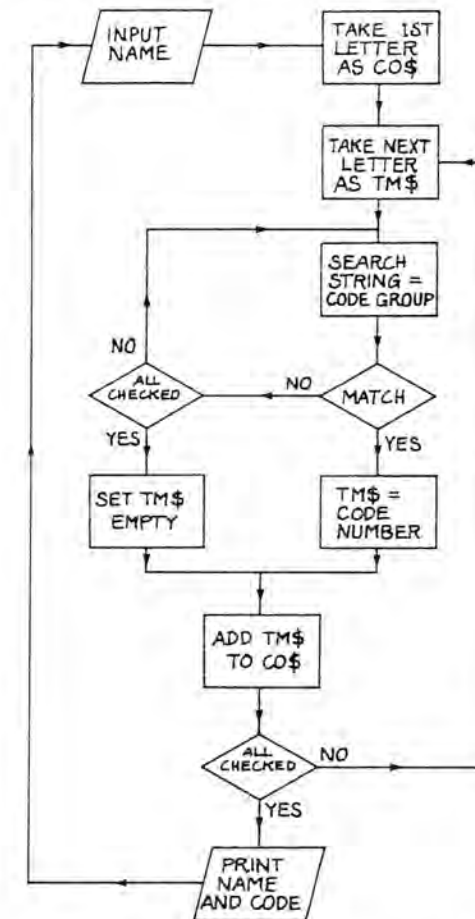 INPUT
NAME
TAKE 1ST
LETTER
AS CO$
TAKE NEXT
LETTER
AS TM$
SEARCH
STRING =
CODE GROUP
NO
ALL
CHECKED
NO
MATCH
YES
YES
SET TM$
EMPTY
TM$ =
CODE
NUMBER
ADD TM$
TO CO$
ALL
CHECKED
NO
YES
PRINT
NAME
AND CODE